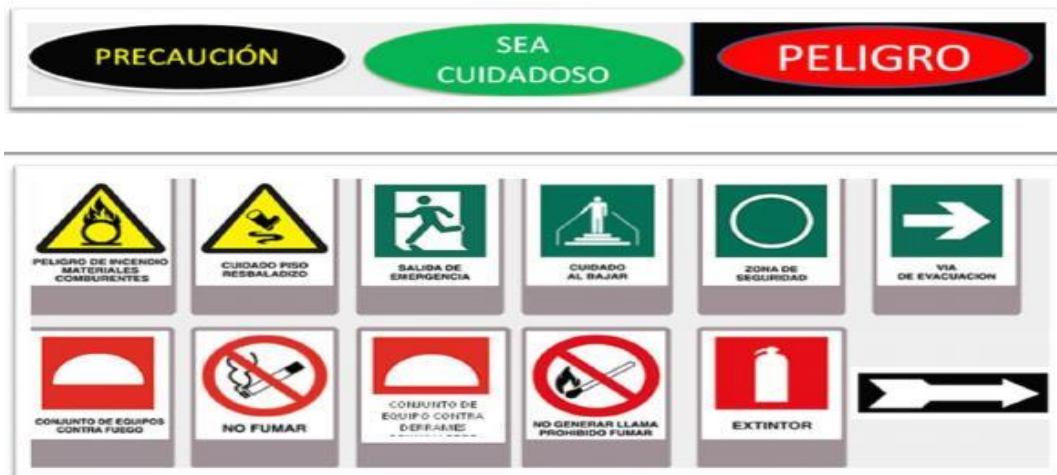 PRECAUCIÓN
SEA
CUIDADOSO
PELIGRO
PELIGRO DE INCENDIO
MATERIALES
COMBURENTES
CUIDADO PISO
RESBALADIZO
SALIDA DE
EMERGENCIA
CUIDADO
AL BAJAR
ZONA DE
SEGURIDAD
VIA
DE EVACUACION
CONJUNTO DE EQUIPOS
CONTRA FUEGO
NO FUMAR
CONJUNTO DE
EQUIPO CONTRA
DERRAMES
NO GENERAR LLAMA
PROHIBIDO FUMAR
EXTINTOR